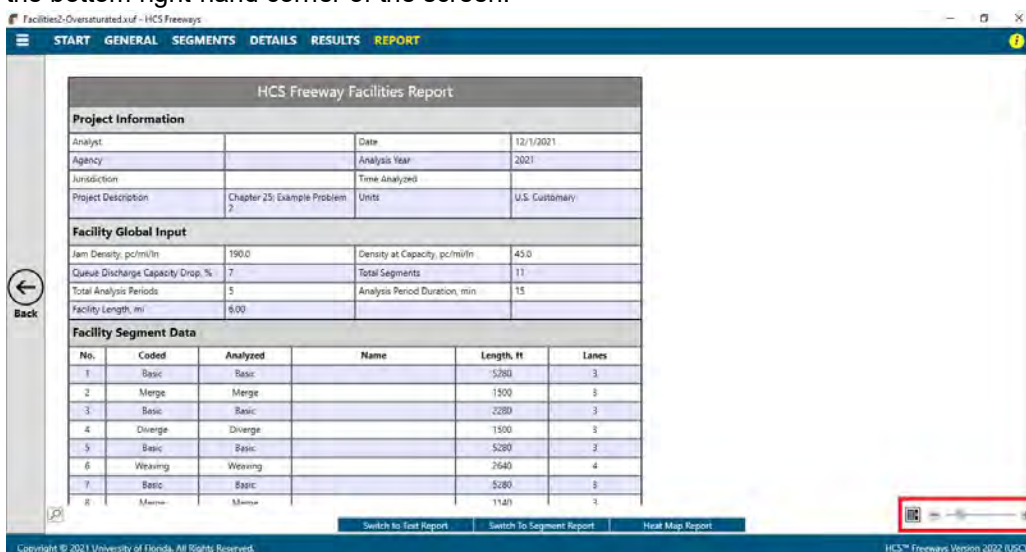 the bottom right-hand corner of the screen.
Facilities2-Oversaturated.xuf - HCS Freeways
START GENERAL SEGMENTS DETAILS RESULTS REPORT
HCS Freeway Facilities Report
Project Information
Analyst Date 12/1/2021
Agency Analysis Year 2021
Jurisdiction Time Analyzed
Project Description Chapter 25: Example Problem 2 Units U.S. Customary
Facility Global Input
Jam Density, pc/mi/ln 190.0 Density at Capacity, pc/mi/ln 45.0
Queue Discharge Capacity Drop, % 7 Total Segments 11
Total Analysis Periods 5 Analysis Period Duration, min 15
Facility Length, mi 6.00
Back
Facility Segment Data
No. Coded Analyzed Name Length, ft Lanes
1 Basic Basic 5280 3
2 Merge Merge 1500 3
3 Basic Basic 2280 3
4 Diverge Diverge 1500 3
5 Basic Basic 5280 3
6 Weaving Weaving 2640 4
7 Basic Basic 5280 3
8 Merge Merge 1140 3
Switch to Text Report Switch To Segment Report Heat Map Report
Copyright © 2021 University of Florida. All Rights Reserved. HCS™ Freeways Version 2022 (USC)